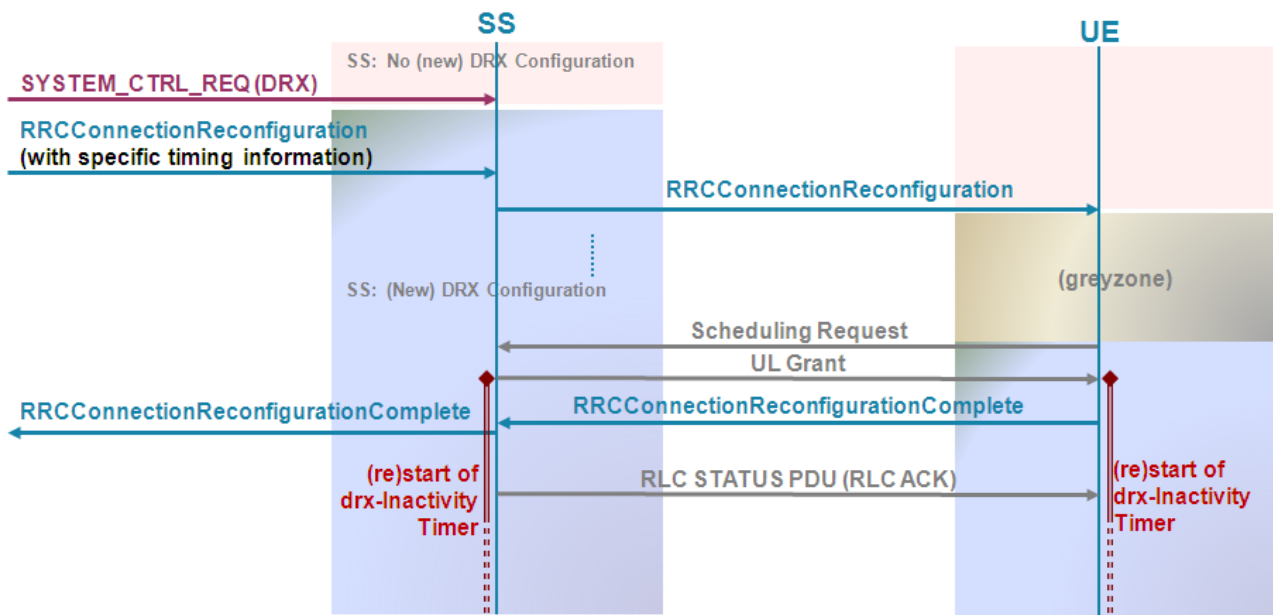 SS
UE
SS: No (new) DRX Configuration
SYSTEM_CTRL_REQ (DRX)
RRCConnectionReconfiguration
(with specific timing information)
RRCConnectionReconfiguration
SS: (New) DRX Configuration
(greyzone)
Scheduling Request
UL Grant
RRCConnectionReconfigurationComplete
RRCConnectionReconfigurationComplete
(re)start of
drx-Inactivity
Timer
RLC STATUS PDU (RLC ACK)
(re)start of
drx-Inactivity
Timer